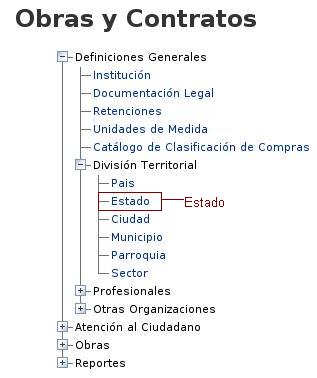 Obras y Contratos
Definiciones Generales
Institución
Documentación Legal
Retenciones
Unidades de Medida
Catálogo de Clasificación de Compras
División Territorial
Pais
Estado Estado
Ciudad
Municipio
Parroquia
Sector
Profesionales
Otras Organizaciones
Atención al Ciudadano
Obras
Reportes